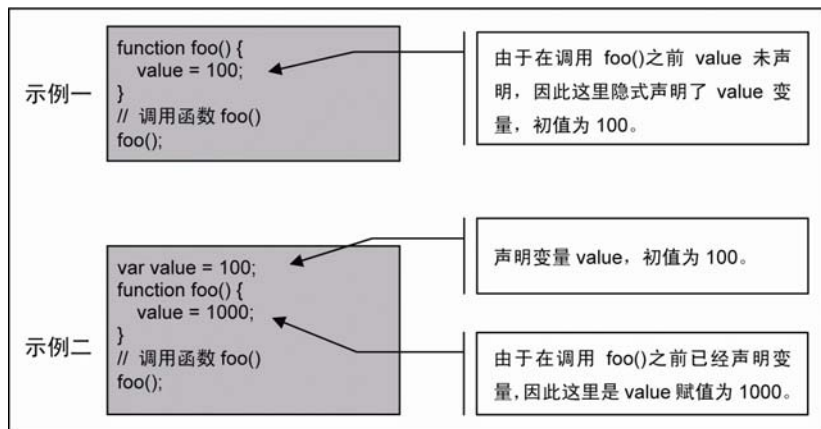 示例一
function foo() {
value = 100;
}
// 调用函数 foo()
foo();
由于在调用 foo()之前 value 未声
明，因此这里隐式声明了 value 变
量，初值为 100。
示例二
var value = 100;
function foo() {
value = 1000;
}
// 调用函数 foo()
foo();
声明变量 value，初值为 100。
由于在调用 foo()之前已经声明变
量，因此这里是 value 赋值为 1000。